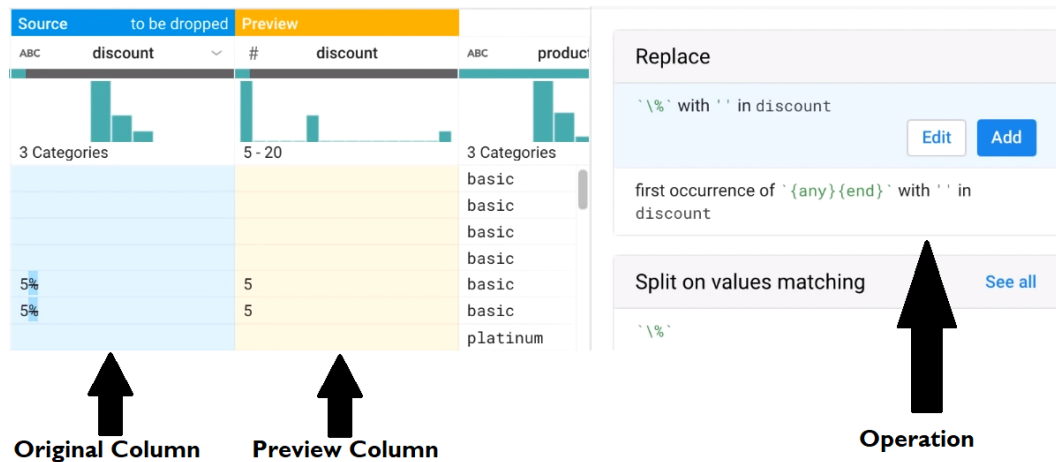 Source to be dropped Preview
ABC discount # discount ABC product
3 Categories 5 - 20 3 Categories
basic
basic
basic
basic
5% 5 basic
5% 5 basic
platinum
Replace
`\%` with '' in discount
Edit Add
first occurrence of `{any}{end}` with '' in
discount
Split on values matching See all
`\%`
Original Column Preview Column Operation